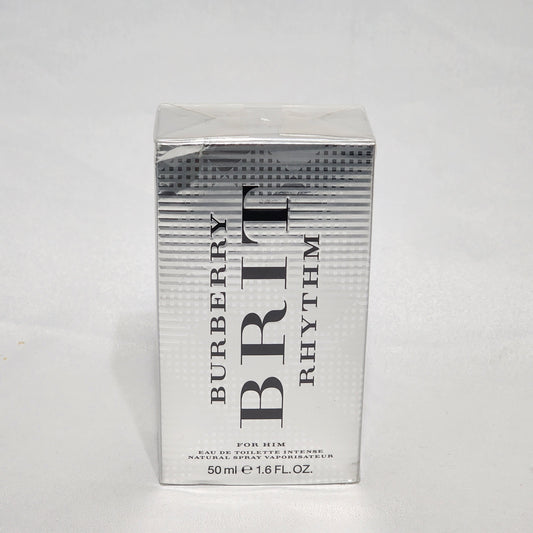 BURBERRY
BRIT
RHYTHM
FOR HIM
EAU DE TOILETTE INTENSE
NATURAL SPRAY VAPORISATEUR
50 ml ℮ 1.6 FL.OZ.